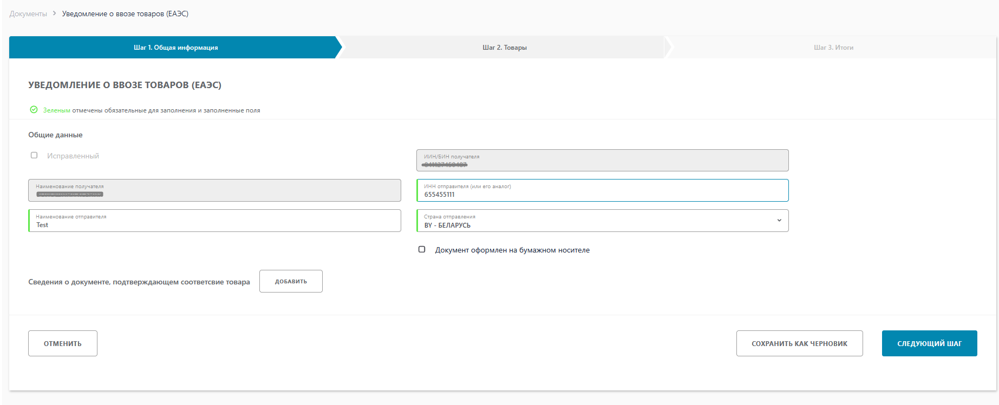 Документы > Уведомление о ввозе товаров (ЕАЭС)
Шаг 1. Общая информация
Шаг 2. Товары
Шаг 3. Итоги
УВЕДОМЛЕНИЕ О ВВОЗЕ ТОВАРОВ (ЕАЭС)
Зеленым отмечены обязательные для заполнения и заполненные поля
Общие данные
Исправленный
ИИН/БИН получателя
Наименование получателя
ИНН отправителя (или его аналог)
655455111
Наименование отправителя
Test
Страна отправления
BY - БЕЛАРУСЬ
Документ оформлен на бумажном носителе
Сведения о документе, подтверждающем соответсвие товара
ДОБАВИТЬ
ОТМЕНИТЬ
СОХРАНИТЬ КАК ЧЕРНОВИК
СЛЕДУЮЩИЙ ШАГ